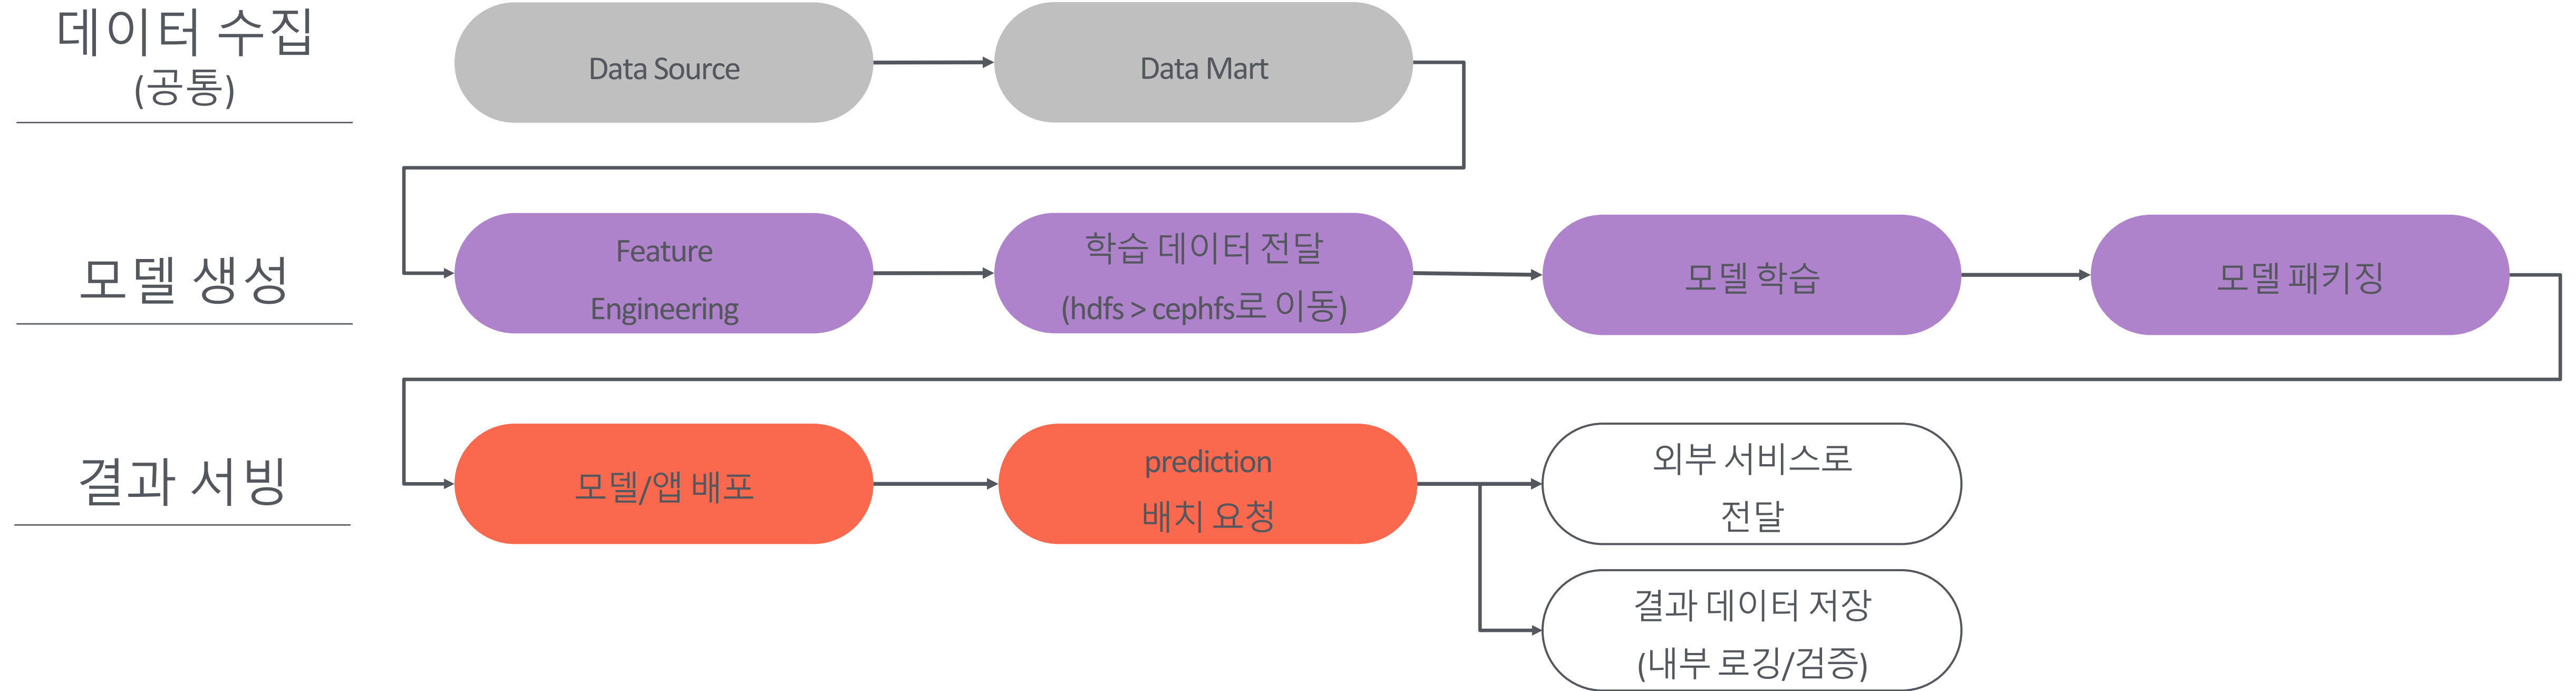 데이터 수집
(공통)
Data Source
Data Mart
모델 생성
Feature
Engineering
학습 데이터 전달
(hdfs > cephfs로 이동)
모델 학습
모델 패키징
결과 서빙
모델/앱 배포
prediction
배치 요청
외부 서비스로
전달
결과 데이터 저장
(내부 로깅/검증)